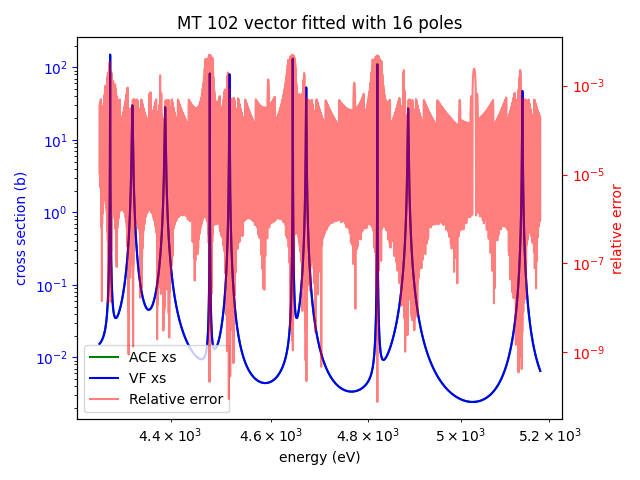 MT 102 vector fitted with 16 poles
10²
10¹
10⁰
10⁻¹
10⁻²
cross section (b)
10⁻³
10⁻⁵
10⁻⁷
10⁻⁹
relative error
ACE xs
VF xs
Relative error
4.4 × 10³ 4.6 × 10³ 4.8 × 10³ 5 × 10³ 5.2 × 10³
energy (eV)